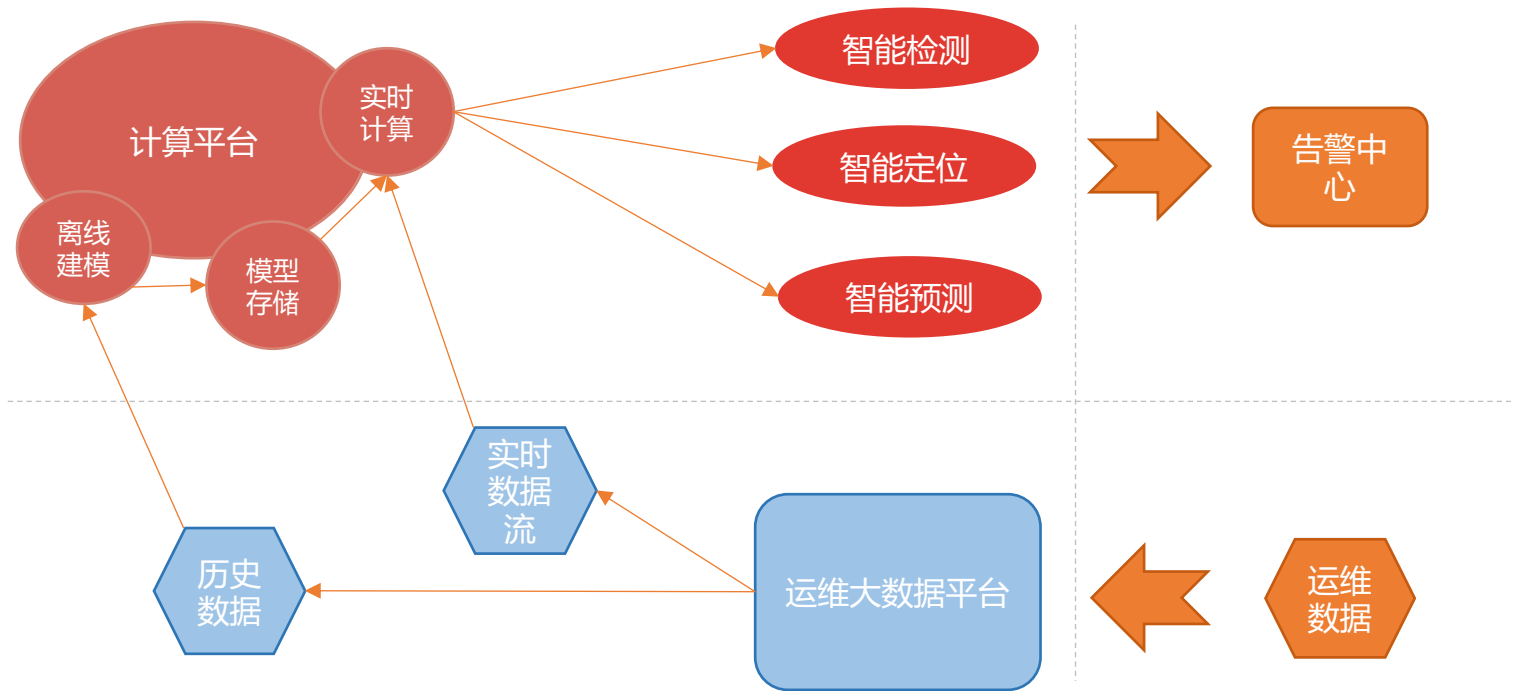 智能检测
实时
计算
计算平台
告警中
心
智能定位
离线
建模
模型
存储
智能预测
实时
数据
流
历史
数据
运维大数据平台
运维
数据